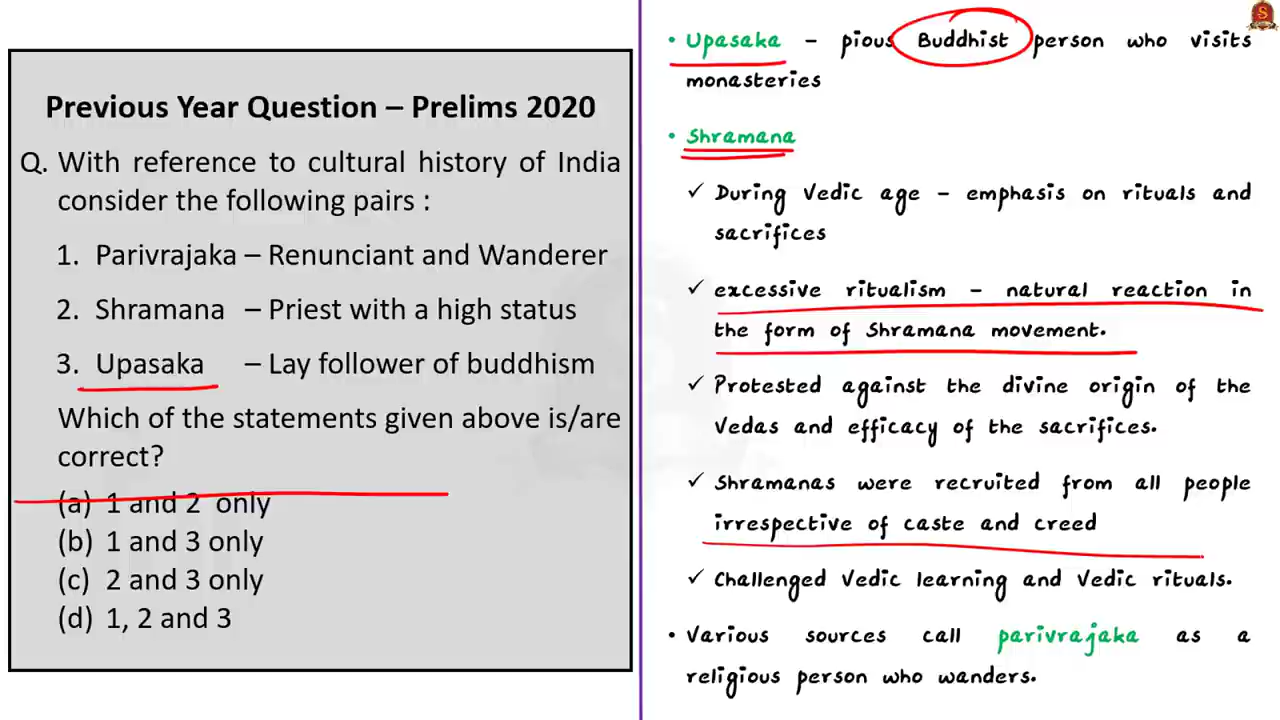 Previous Year Question – Prelims 2020
Q. With reference to cultural history of India
consider the following pairs :
1. Parivrajaka – Renunciant and Wanderer
2. Shramana – Priest with a high status
3. Upasaka – Lay follower of buddhism
Which of the statements given above is/are
correct?
(a) 1 and 2 only
(b) 1 and 3 only
(c) 2 and 3 only
(d) 1, 2 and 3
• Upasaka – pious Buddhist person who visits
monasteries
• Shramana
✓ During Vedic age – emphasis on rituals and
sacrifices
✓ excessive ritualism – natural reaction in
the form of Shramana movement.
✓ Protested against the divine origin of the
Vedas and efficacy of the sacrifices.
✓ Shramanas were recruited from all people
irrespective of caste and creed
✓ Challenged Vedic learning and Vedic rituals.
• Various sources call parivrajaka as a
religious person who wanders.